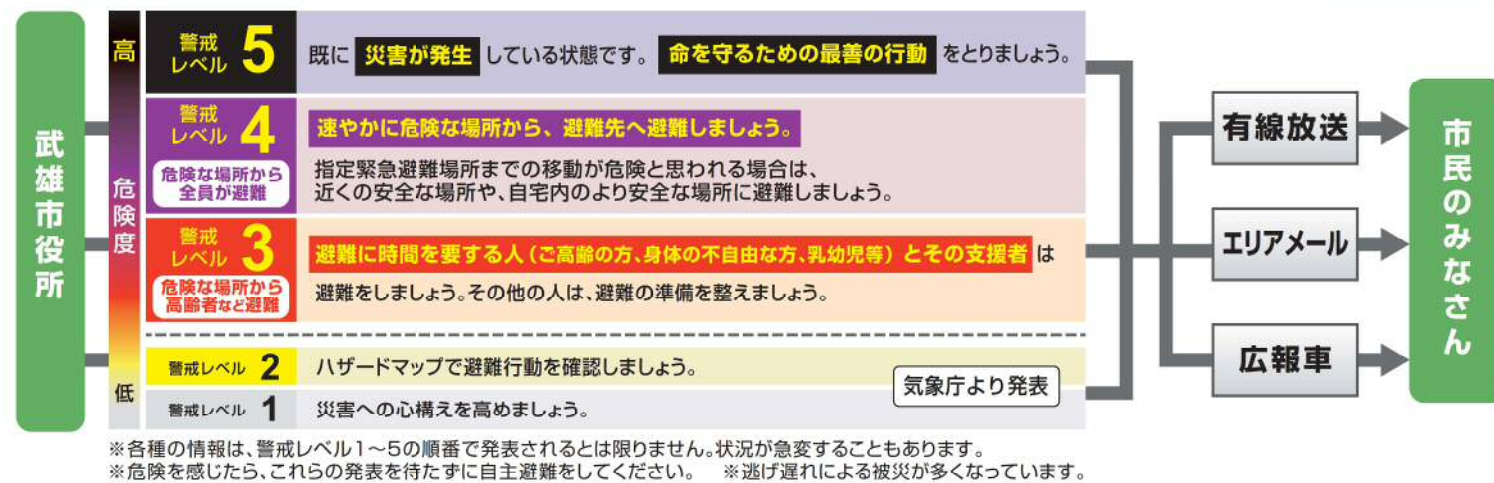 武雄市役所
高
危険度
低
警戒レベル 5
既に 災害が発生 している状態です。 命を守るための最善の行動 をとりましょう。
警戒レベル 4
危険な場所から
全員が避難
速やかに危険な場所から、避難先へ避難しましょう。
指定緊急避難場所までの移動が危険と思われる場合は、
近くの安全な場所や、自宅内のより安全な場所に避難しましょう。
警戒レベル 3
危険な場所から
高齢者など避難
避難に時間を要する人(ご高齢の方、身体の不自由な方、乳幼児等)とその支援者 は
避難をしましょう。その他の人は、避難の準備を整えましょう。
警戒レベル 2
ハザードマップで避難行動を確認しましょう。
警戒レベル 1
災害への心構えを高めましょう。
気象庁より発表
有線放送
エリアメール
広報車
市民のみなさん
※各種の情報は、警戒レベル1～5の順番で発表されるとは限りません。状況が急変することもあります。
※危険を感じたら、これらの発表を待たずに自主避難をしてください。 ※逃げ遅れによる被災が多くなっています。